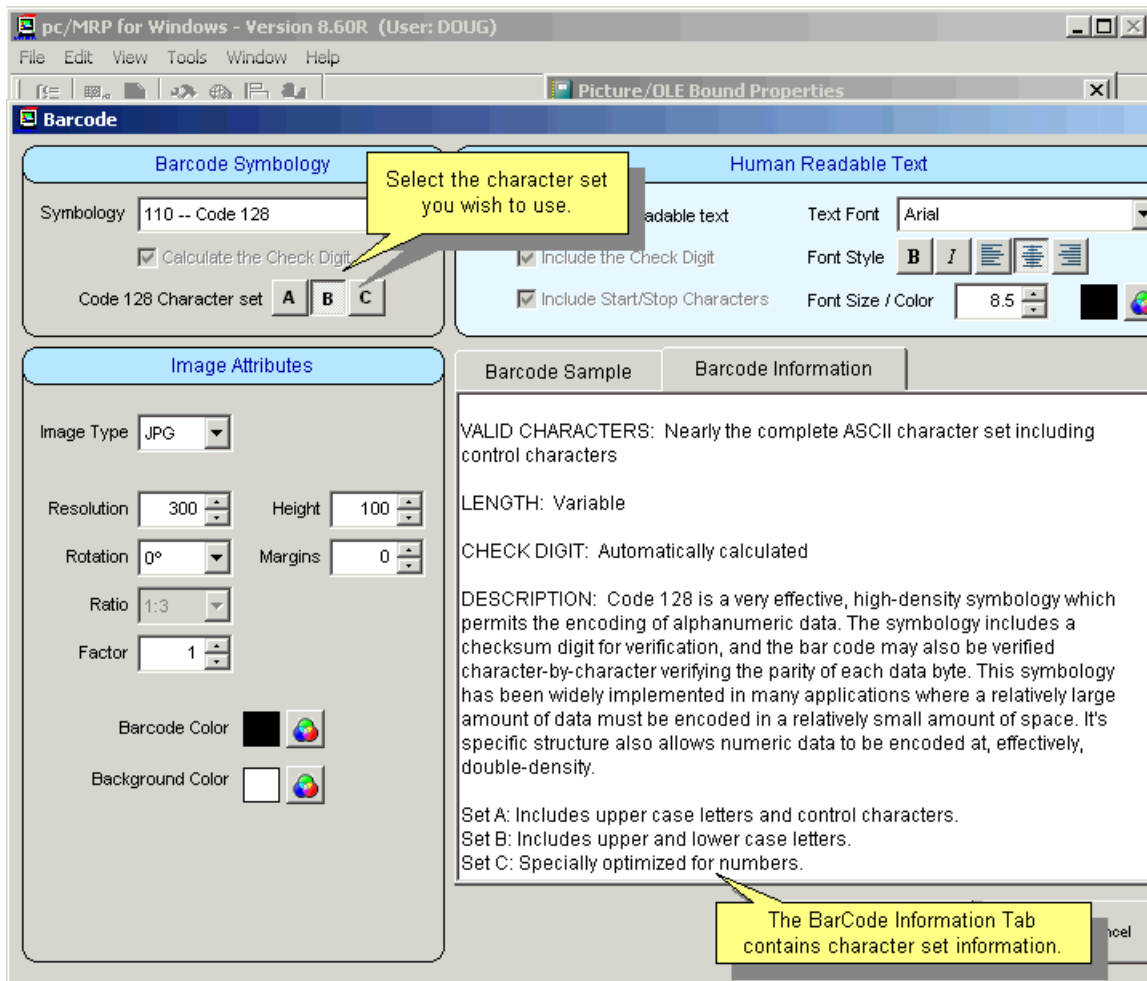 pc/MRP for Windows - Version 8.60R (User: DOUG)
File Edit View Tools Window Help
Picture/OLE Bound Properties
Barcode
Barcode Symbology
Human Readable Text
Select the character set
you wish to use.
Symbology 110 -- Code 128
Calculate the Check Digit
Code 128 Character set A B C
text
Include the Check Digit
Include Start/Stop Characters
Text Font Arial
Font Style B I
Font Size / Color 8.5
Image Attributes
Image Type JPG
Resolution 300
Height 100
Rotation 0°
Margins 0
Ratio 1:3
Factor 1
Barcode Color
Background Color
Barcode Sample
Barcode Information
VALID CHARACTERS: Nearly the complete ASCII character set including
control characters
LENGTH: Variable
CHECK DIGIT: Automatically calculated
DESCRIPTION: Code 128 is a very effective, high-density symbology which
permits the encoding of alphanumeric data. The symbology includes a
checksum digit for verification, and the bar code may also be verified
character-by-character verifying the parity of each data byte. This symbology
has been widely implemented in many applications where a relatively large
amount of data must be encoded in a relatively small amount of space. It's
specific structure also allows numeric data to be encoded at, effectively,
double-density.
Set A: Includes upper case letters and control characters.
Set B: Includes upper and lower case letters.
Set C: Specially optimized for numbers.
The BarCode Information Tab
contains character set information.